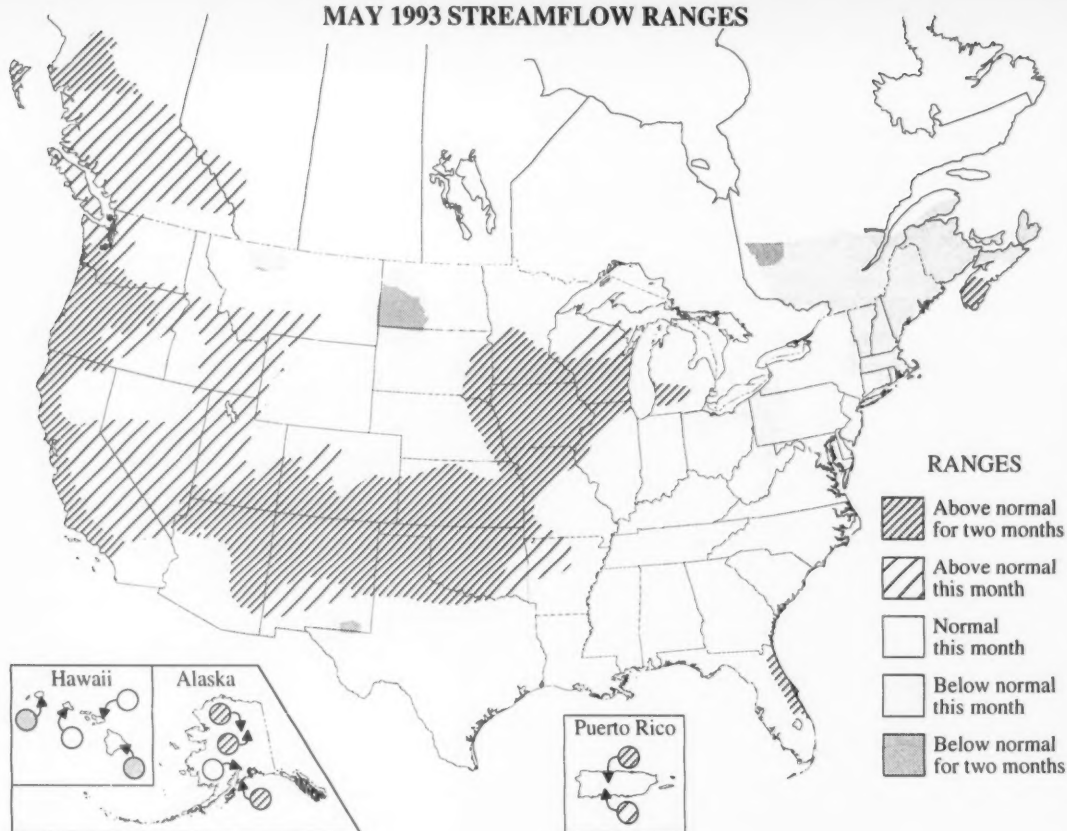 MAY 1993 STREAMFLOW RANGES
RANGES
Above normal
for two months
Above normal
this month
Normal
this month
Below normal
this month
Below normal
for two months
Hawaii
Alaska
Puerto Rico